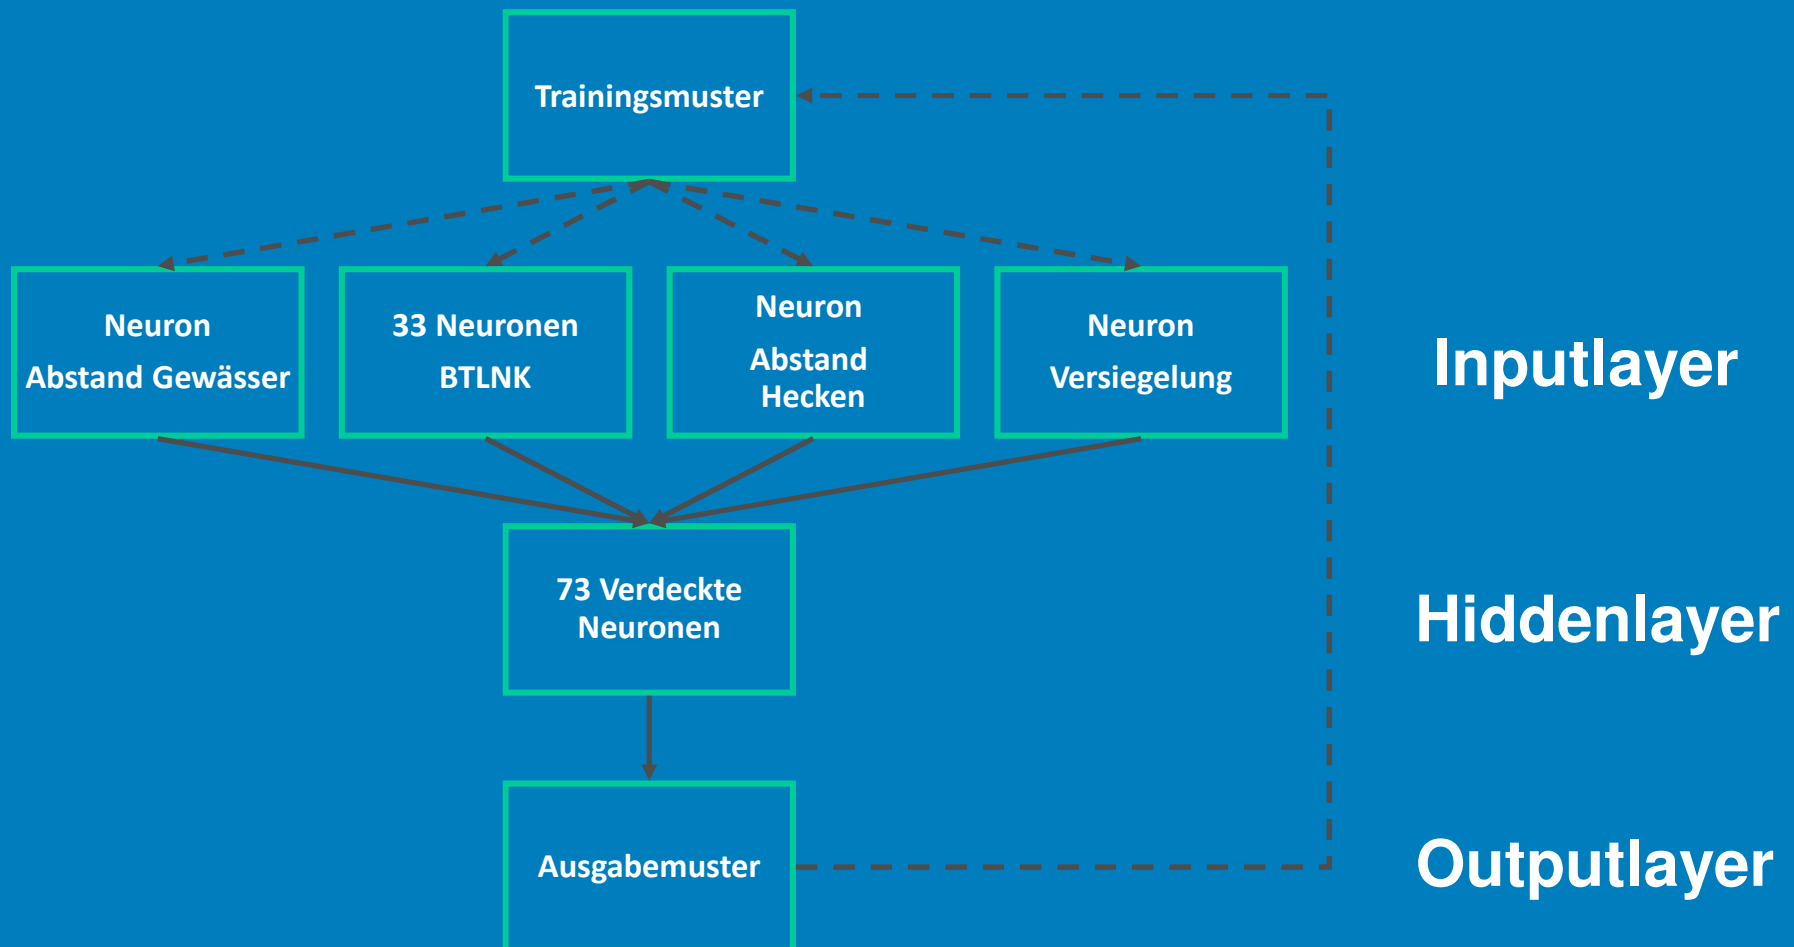 Trainingsmuster
Neuron
Abstand Gewässer
33 Neuronen
BTLNK
Neuron
Abstand
Hecken
Neuron
Versiegelung
Inputlayer
73 Verdeckte
Neuronen
Hiddenlayer
Ausgabemuster
Outputlayer